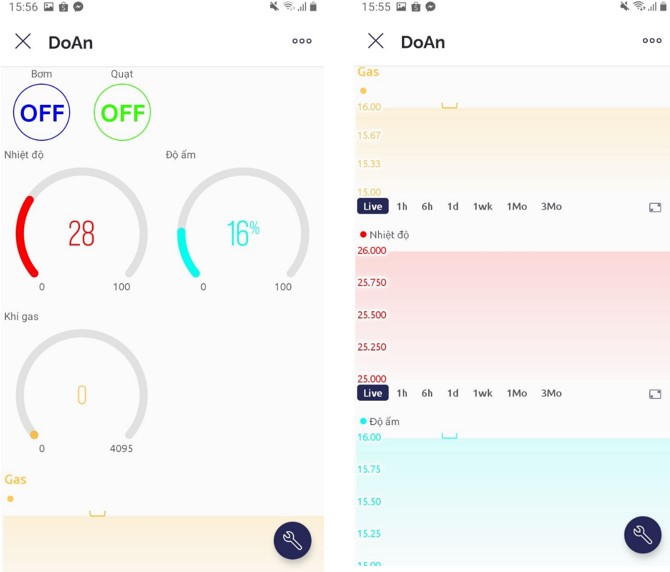 15:56
DoAn
Bơm
Quạt
OFF
OFF
Nhiệt độ
Độ ẩm
28
16%
0
100
0
100
Khí gas
0
0
4095
Gas
15:55
DoAn
Gas
16.00
15.67
15.33
15.00
Live 1h 6h 1d 1wk 1Mo 3Mo
Nhiệt độ
26.000
25.750
25.500
25.250
25.000
Live 1h 6h 1d 1wk 1Mo 3Mo
Độ ẩm
16.00
15.75
15.50
15.25
15.00